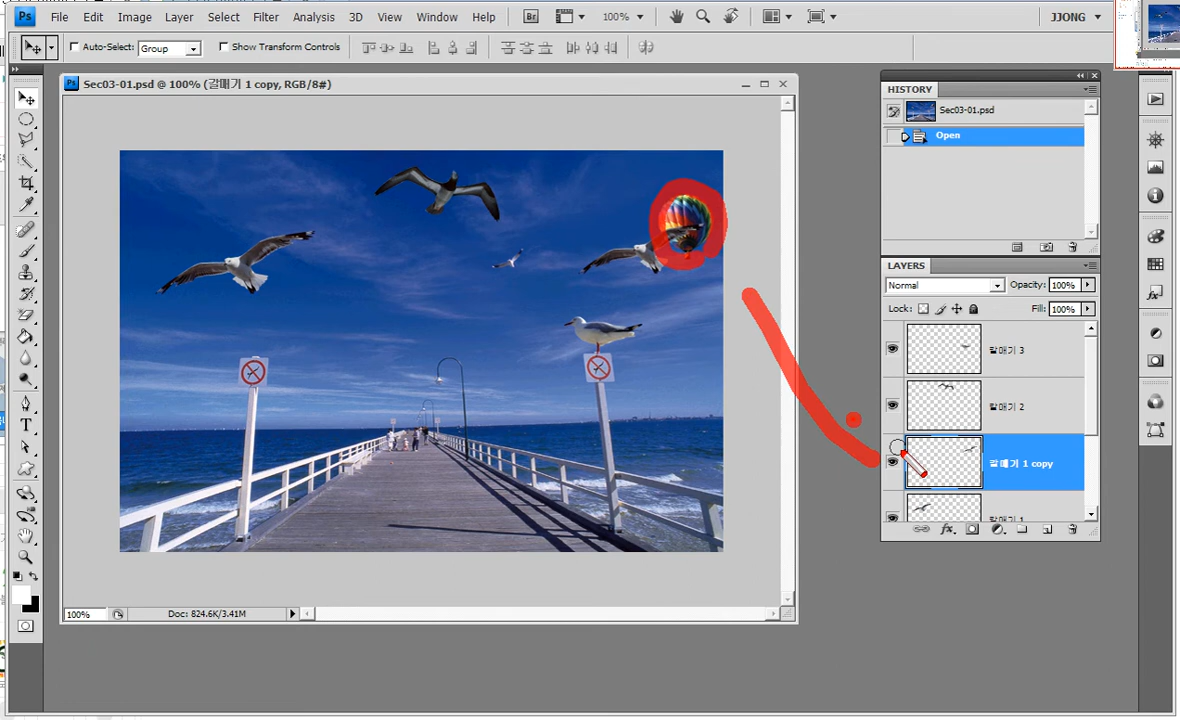 Ps File Edit Image Layer Select Filter Analysis 3D View Window Help Br 100% JJONG
Auto-Select: Group Show Transform Controls
Ps Sec03-01.psd @ 100% (갈매기 1 copy, RGB/8#)
HISTORY
Sec03-01.psd
Open
LAYERS
Normal Opacity: 100%
Lock: Fill: 100%
갈매기 3
갈매기 2
갈매기 1 copy
갈매기 1
T
fx
100% Doc: 824.6K/3.41M